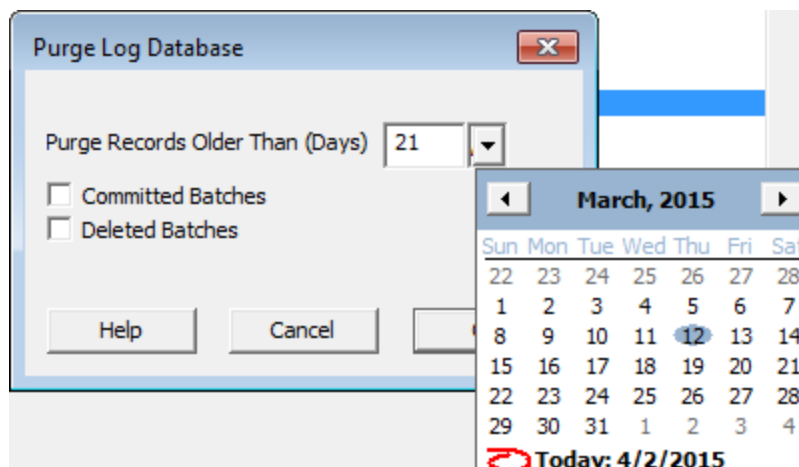 Purge Log Database
Purge Records Older Than (Days) 21
Committed Batches
Deleted Batches
Help Cancel
March, 2015
Sun Mon Tue Wed Thu Fri Sat
22 23 24 25 26 27 28
1 2 3 4 5 6 7
8 9 10 11 12 13 14
15 16 17 18 19 20 21
22 23 24 25 26 27 28
29 30 31 1 2 3 4
Today: 4/2/2015